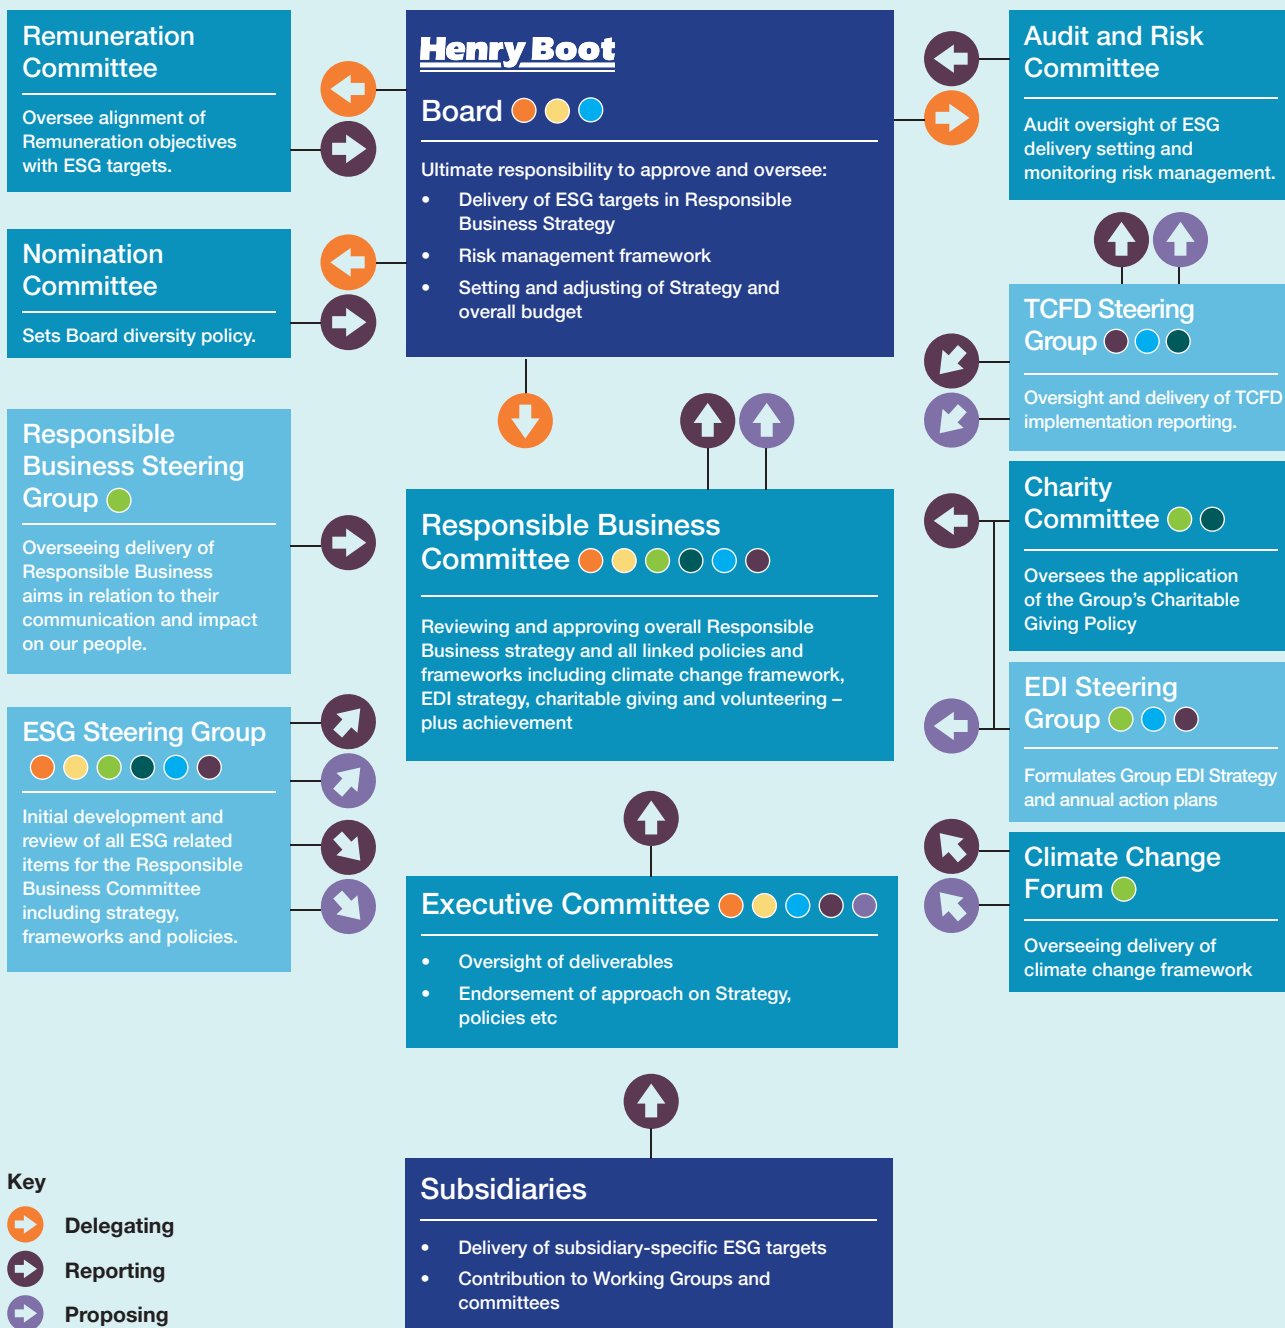 Remuneration
Committee
Oversee alignment of
Remuneration objectives
with ESG targets.
Nomination
Committee
Sets Board diversity policy.
Responsible
Business Steering
Group
Overseeing delivery of
Responsible Business
aims in relation to their
communication and impact
on our people.
ESG Steering Group
Initial development and
review of all ESG related
items for the Responsible
Business Committee
including strategy,
frameworks and policies.
Henry Boot
Board
Ultimate responsibility to approve and oversee:
• Delivery of ESG targets in Responsible
Business Strategy
• Risk management framework
• Setting and adjusting of Strategy and
overall budget
Responsible Business
Committee
Reviewing and approving overall Responsible
Business strategy and all linked policies and
frameworks including climate change framework,
EDI strategy, charitable giving and volunteering –
plus achievement
Executive Committee
• Oversight of deliverables
• Endorsement of approach on Strategy,
policies etc
Subsidiaries
• Delivery of subsidiary-specific ESG targets
• Contribution to Working Groups and
committees
Audit and Risk
Committee
Audit oversight of ESG
delivery setting and
monitoring risk management.
TCFD Steering
Group
Oversight and delivery of TCFD
implementation reporting.
Charity
Committee
Oversees the application
of the Group's Charitable
Giving Policy
EDI Steering
Group
Formulates Group EDI Strategy
and annual action plans
Climate Change
Forum
Overseeing delivery of
climate change framework
Key
Delegating
Reporting
Proposing